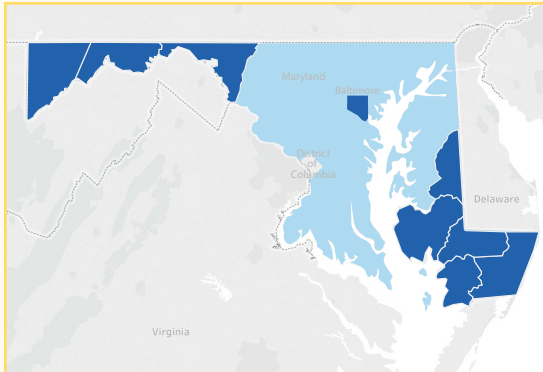 Maryland
Baltimore
District
of
Columbia
Delaware
Virginia